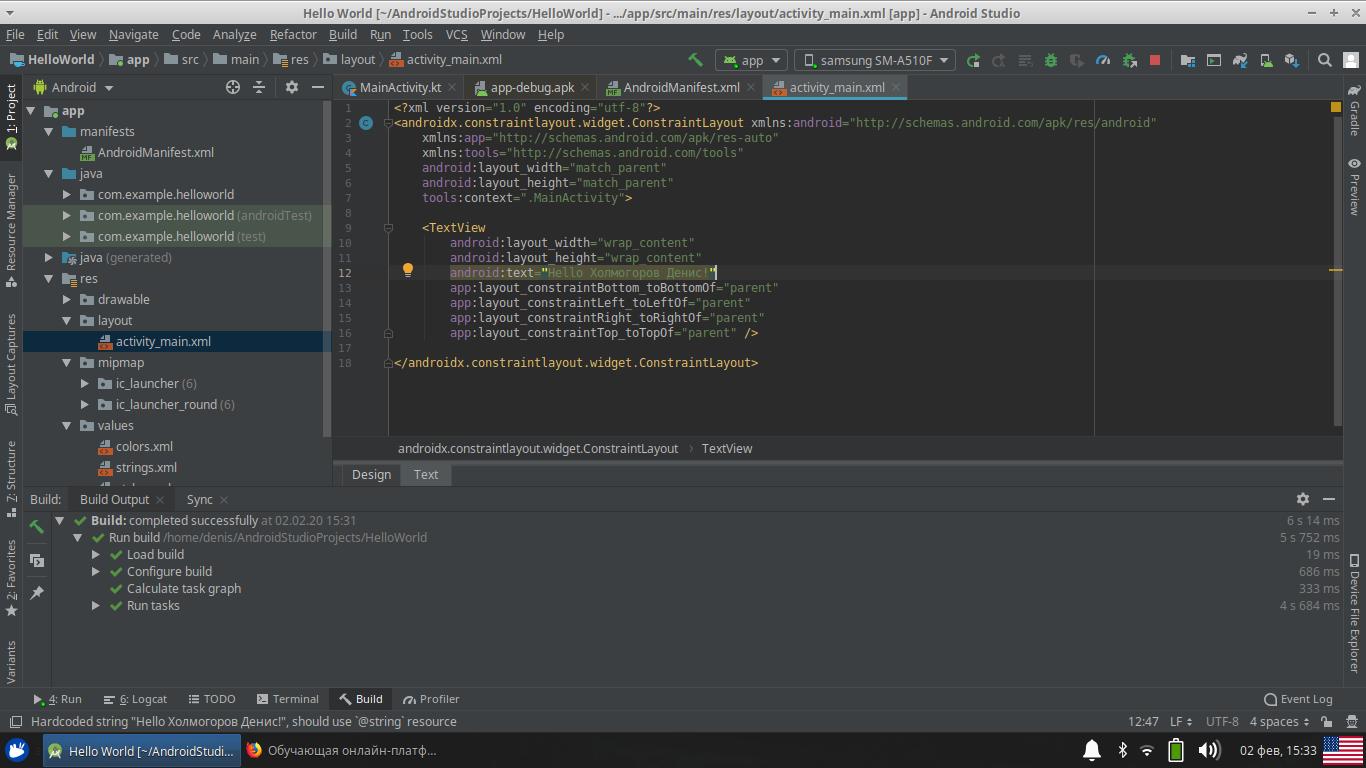 Hello World [~/AndroidStudioProjects/HelloWorld] - .../app/src/main/res/layout/activity_main.xml [app] - Android Studio
File Edit View Navigate Code Analyze Refactor Build Run Tools VCS Window Help
HelloWorld app src main res layout activity_main.xml app samsung SM-A510F
1: Project
Resource Manager
Layout Captures
Z: Structure
2: Favorites
Variants
Android
app
manifests
AndroidManifest.xml
java
com.example.helloworld
com.example.helloworld (androidTest)
com.example.helloworld (test)
java (generated)
res
drawable
layout
activity_main.xml
mipmap
ic_launcher (6)
ic_launcher_round (6)
values
colors.xml
strings.xml
MainActivity.kt app-debug.apk AndroidManifest.xml activity_main.xml
1 <?xml version="1.0" encoding="utf-8"?>
2 <androidx.constraintlayout.widget.ConstraintLayout xmlns:android="http://schemas.android.com/apk/res/android"
3 xmlns:app="http://schemas.android.com/apk/res-auto"
4 xmlns:tools="http://schemas.android.com/tools"
5 android:layout_width="match_parent"
6 android:layout_height="match_parent"
7 tools:context=".MainActivity">
8
9 <TextView
10 android:layout_width="wrap_content"
11 android:layout_height="wrap_content"
12 android:text="Hello Холмогоров Денис!"
13 app:layout_constraintBottom_toBottomOf="parent"
14 app:layout_constraintLeft_toLeftOf="parent"
15 app:layout_constraintRight_toRightOf="parent"
16 app:layout_constraintTop_toTopOf="parent" />
17
18 </androidx.constraintlayout.widget.ConstraintLayout>
androidx.constraintlayout.widget.ConstraintLayout › TextView
Design Text
Gradle
Preview
Device File Explorer
Build: Build Output Sync
Build: completed successfully at 02.02.20 15:31 6 s 14 ms
Run build /home/denis/AndroidStudioProjects/HelloWorld 5 s 752 ms
Load build 19 ms
Configure build 686 ms
Calculate task graph 333 ms
Run tasks 4 s 684 ms
4: Run 6: Logcat TODO Terminal Build Profiler Event Log
Hardcoded string "Hello Холмогоров Денис!", should use `@string` resource 12:47 LF UTF-8 4 spaces
Hello World [~/AndroidStudi... Обучающая онлайн-платф... 02 фев, 15:33